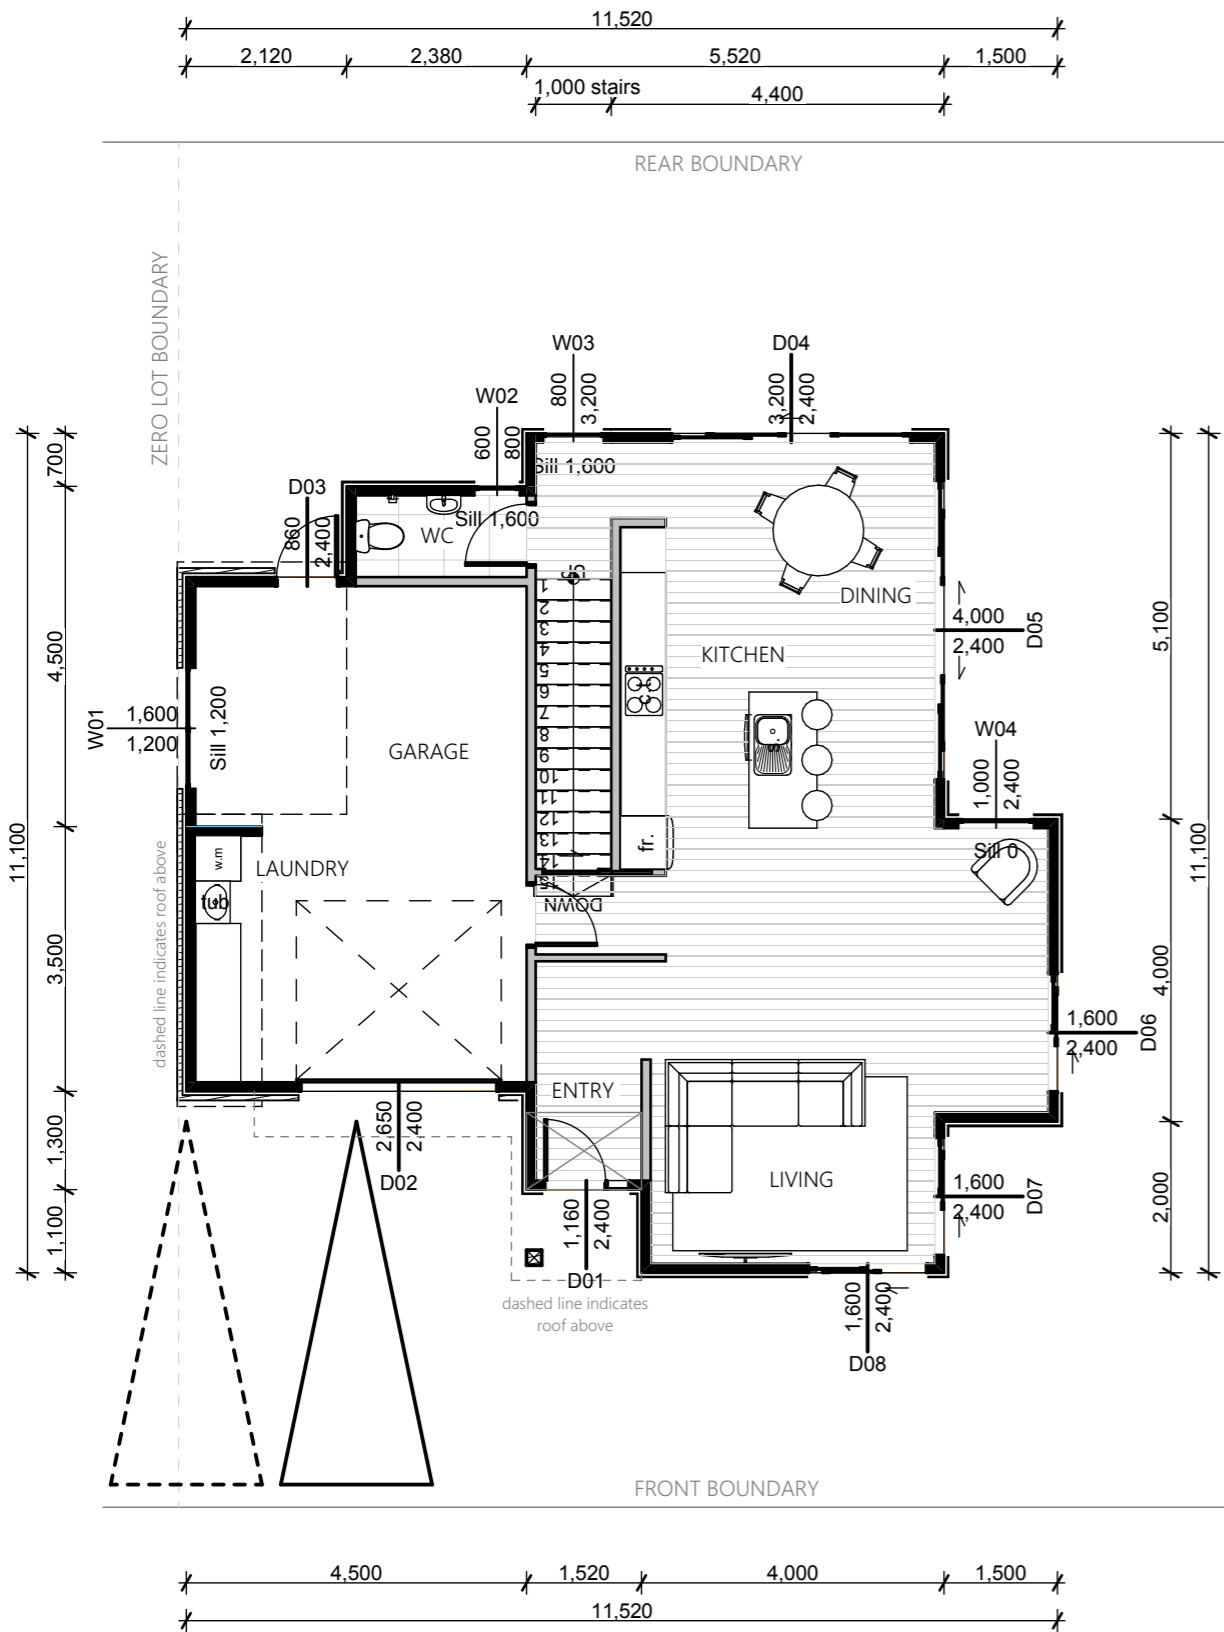 11,520
2,120 2,380 5,520 1,500
1,000 stairs 4,400
REAR BOUNDARY
ZERO LOT BOUNDARY
W03
800
3,200
D04
3,200
2,400
W02
600
800
Sill 1,600
D03
860
2,400
Sill 1,600
WC
UP
1
2
3
4
5
6
7
8
9
10
11
12
13
14
15
DOWN
DINING
KITCHEN
4,000
2,400
D05
W01
1,600
1,200
Sill 1,200
GARAGE
W04
1,000
2,400
Sill 0
fr.
w.m
LAUNDRY
tub
dashed line indicates roof above
1,600
2,400
D06
ENTRY
LIVING
2,650
2,400
D02
1,160
2,400
D01
1,600
2,400
D07
dashed line indicates
roof above
1,600
2,400
D08
11,100
700
4,500
3,500
1,300
1,100
5,100
4,000
2,000
11,100
FRONT BOUNDARY
4,500 1,520 4,000 1,500
11,520